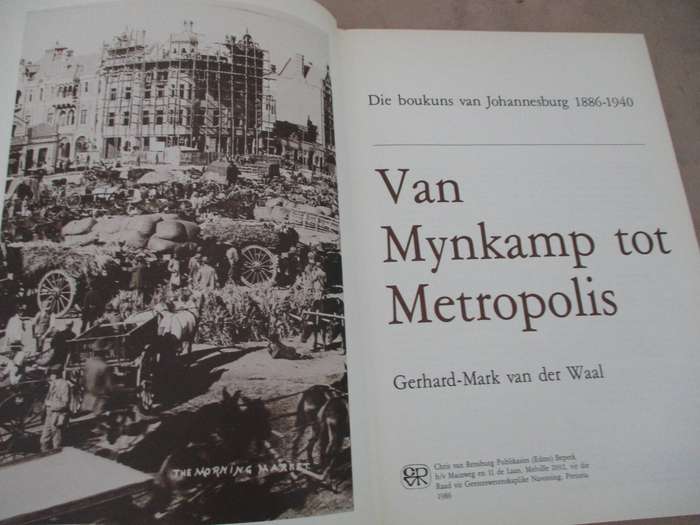 THE MORNING MARKET
Die boukuns van Johannesburg 1886-1940
Van
Mynkamp tot
Metropolis
Gerhard-Mark van der Waal
Chris van Rensburg Publikasies (Edms) Beperk
h/v Mainweg en 11 de Laan, Melville 2092, vir die
Raad vir Geesteswetenskaplike Navorsing, Pretoria
1986